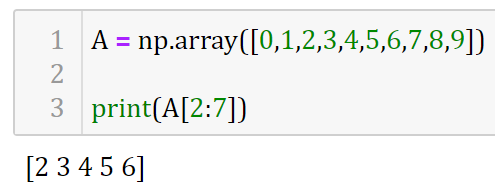 1 A = np.array([0,1,2,3,4,5,6,7,8,9])
2
3 print(A[2:7])
[2 3 4 5 6]